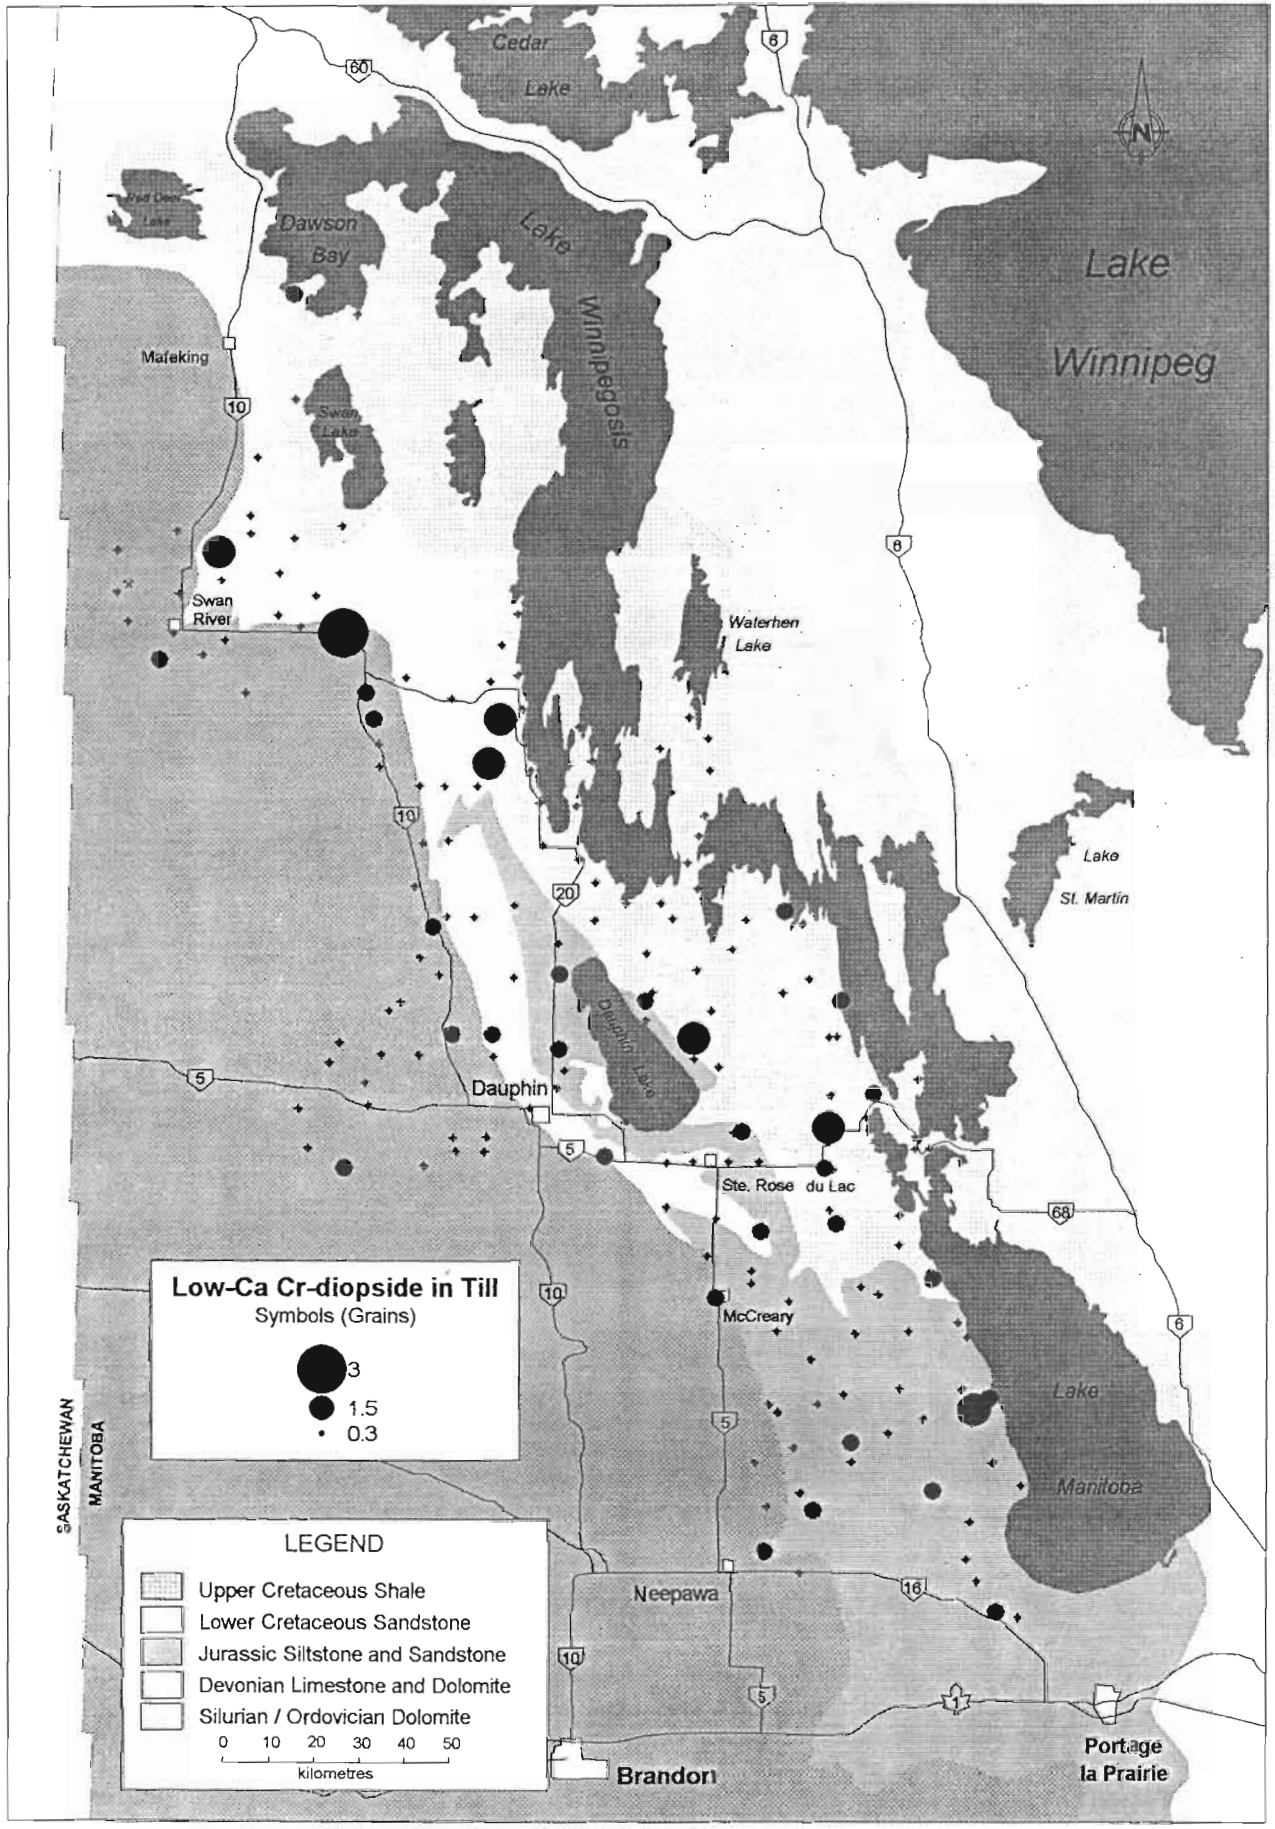 Cedar
Lake
6
60
N
Red Deer
Lake
Dawson
Bay
Lake
Winnipegosis
Lake
Winnipeg
Mafeking
10
Swan
Lake
6
Swan
River
Waterhen
Lake
10
20
Lake
St. Martin
Dauphin Lake
5
Dauphin
5
Ste. Rose du Lac
68
10
McCreary
6
Low-Ca Cr-diopside in Till
Symbols (Grains)
3
1.5
0.3
5
Lake
Manitoba
SASKATCHEWAN
MANITOBA
LEGEND
Upper Cretaceous Shale
Lower Cretaceous Sandstone
Jurassic Siltstone and Sandstone
Devonian Limestone and Dolomite
Silurian / Ordovician Dolomite
0 10 20 30 40 50
kilometres
Neepawa
16
10
5
1
Portage
la Prairie
Brandon